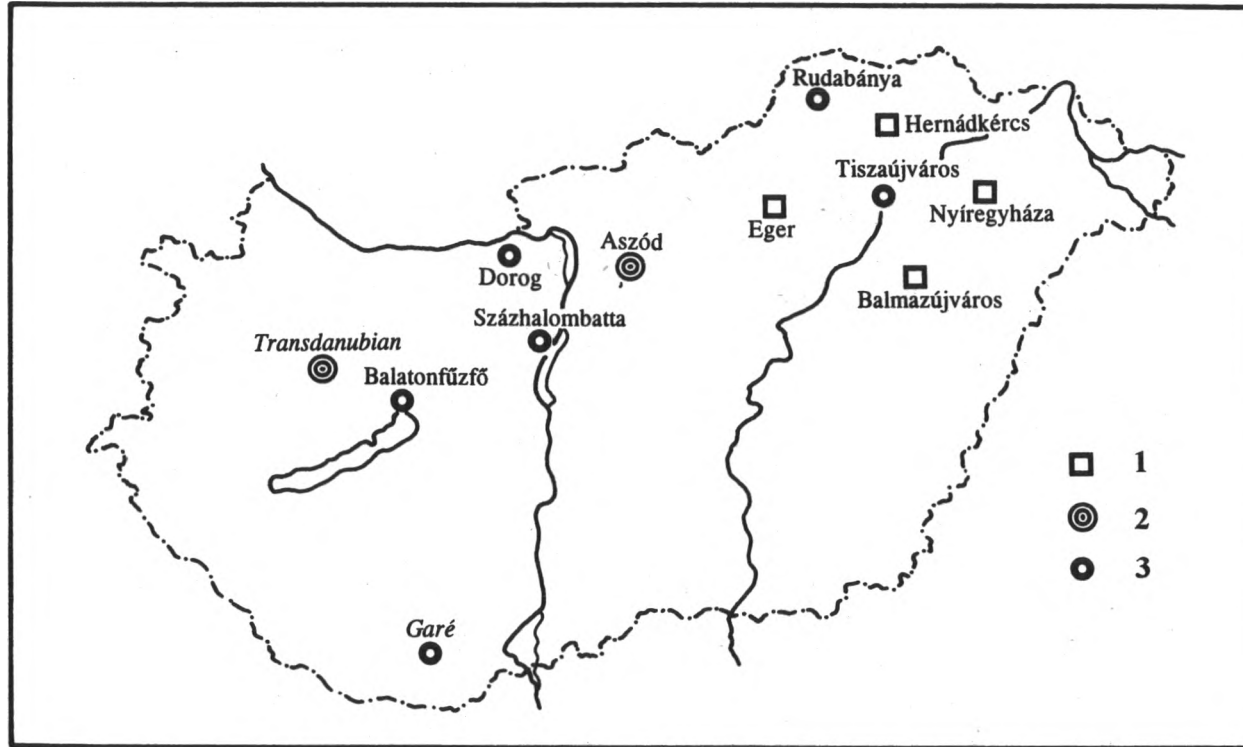 Rudabánya
Hernádkércs
Tiszaújváros
Nyíregyháza
Eger
Aszód
Dorog
Balmazújváros
Százhalombatta
Transdanubian
Balatonfűzfő
1
2
3
Garé